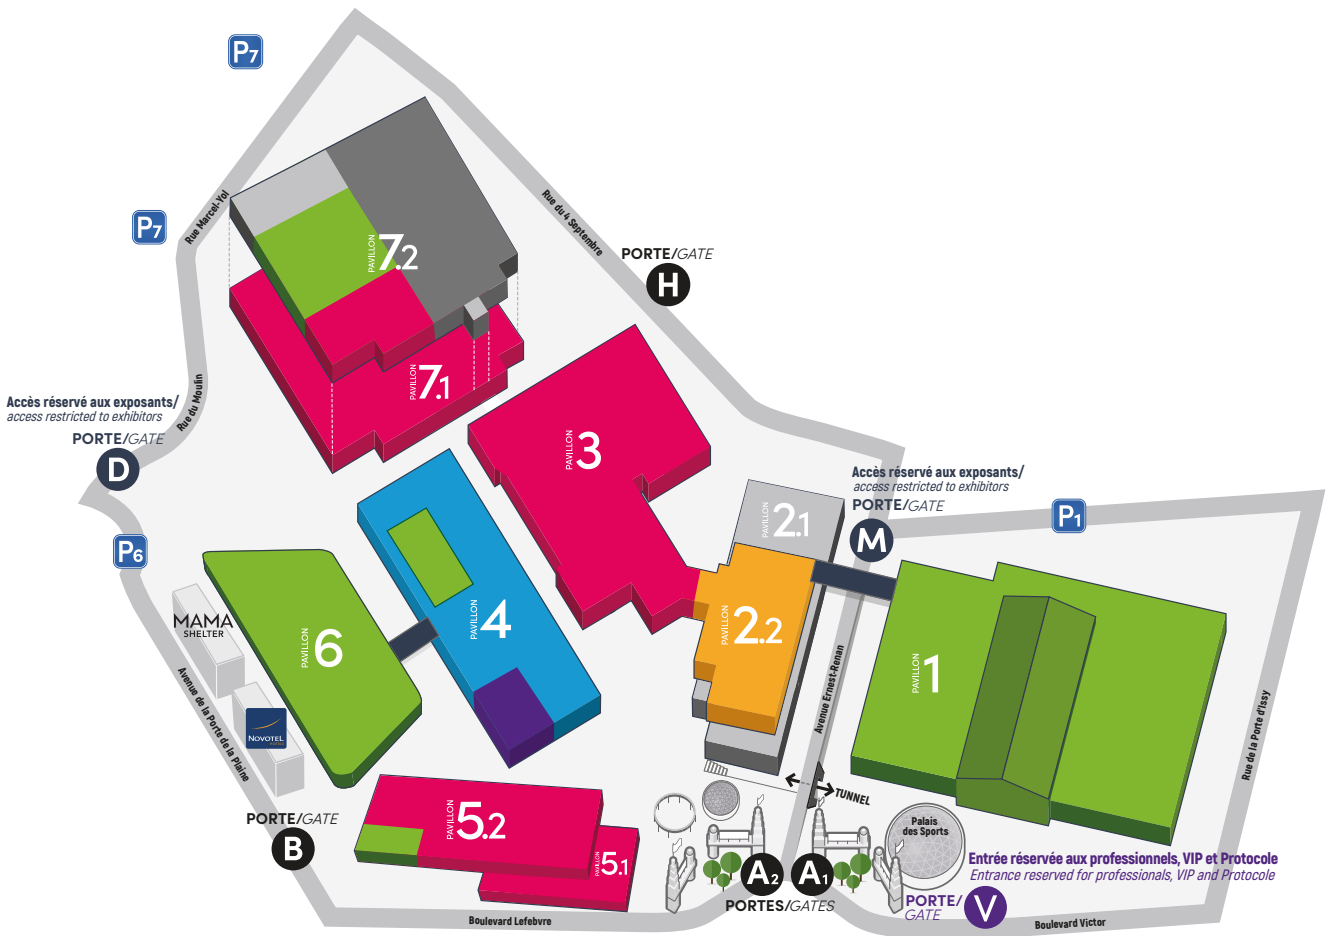 P7
P7
Rue Marcel-Yol
Rue du 4 Septembre
PORTE/GATE
H
PAVILLON
7.2
PAVILLON
7.1
Rue du Moulin
Accès réservé aux exposants/
access restricted to exhibitors
PORTE/GATE
D
PAVILLON
3
Accès réservé aux exposants/
access restricted to exhibitors
PORTE/GATE
M
P1
PAVILLON
2.1
P6
MAMA
SHELTER
PAVILLON
6
PAVILLON
4
PAVILLON
2.2
PAVILLON
1
Avenue de la Porte de la Plaine
NOVOTEL
HOTELS
Avenue Ernest-Renan
Rue de la Porte d'Issy
TUNNEL
PORTE/GATE
B
PAVILLON
5.2
PAVILLON
5.1
Palais
des Sports
A2
A1
PORTES/GATES
Entrée réservée aux professionnels, VIP et Protocole
Entrance reserved for professionals, VIP and Protocole
PORTE/
GATE
V
Boulevard Lefebvre
Boulevard Victor